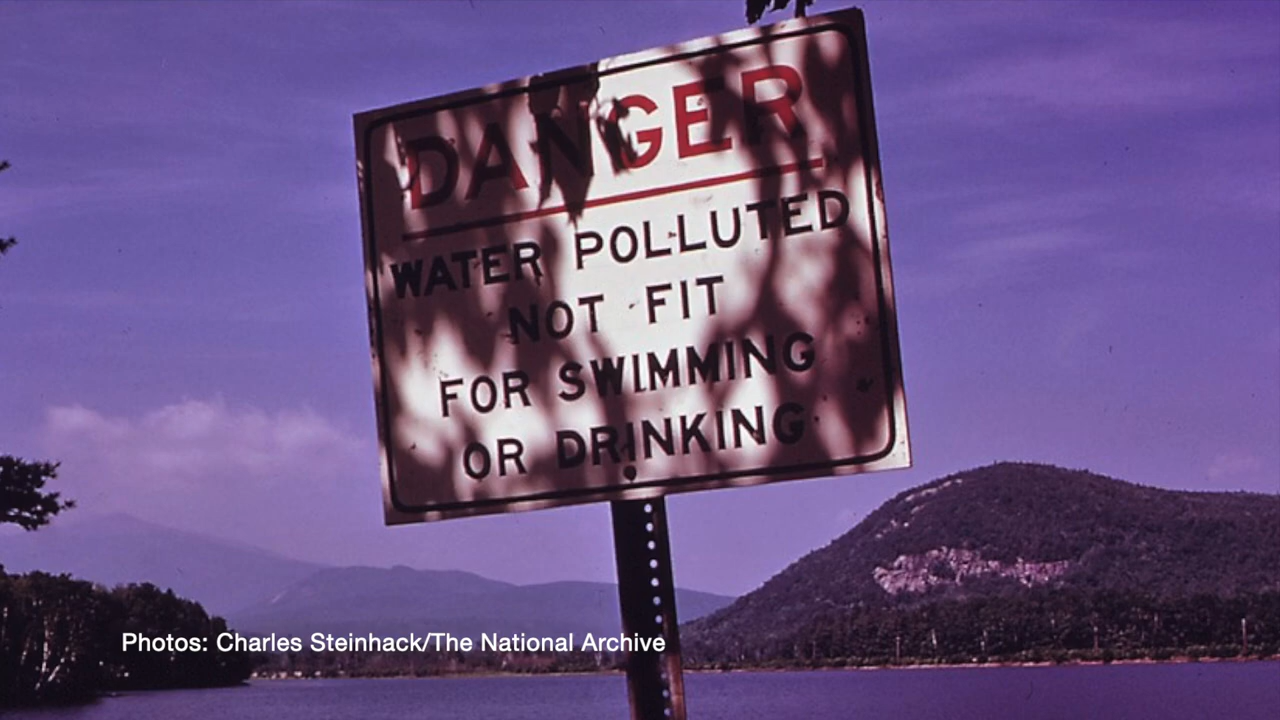 DANGER
WATER POLLUTED
NOT FIT
FOR SWIMMING
OR DRINKING
Photos: Charles Steinhack/The National Archive